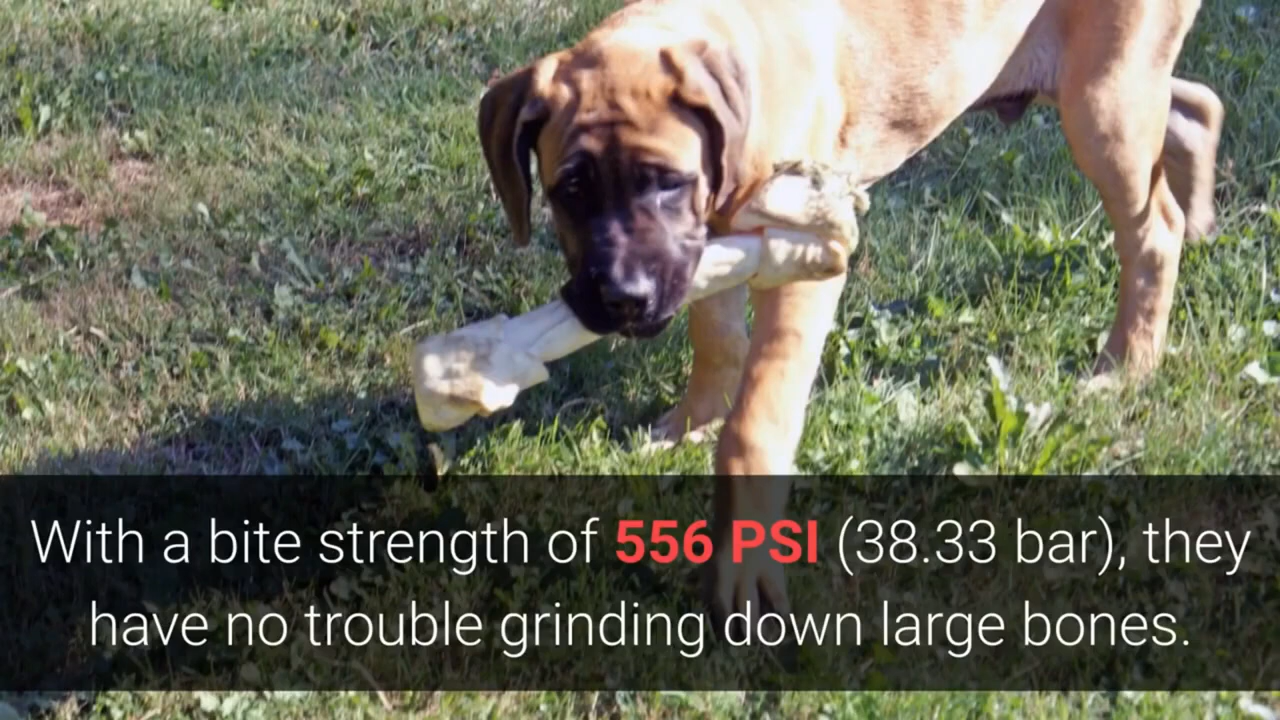 With a bite strength of 556 PSI (38.33 bar), they
have no trouble grinding down large bones.